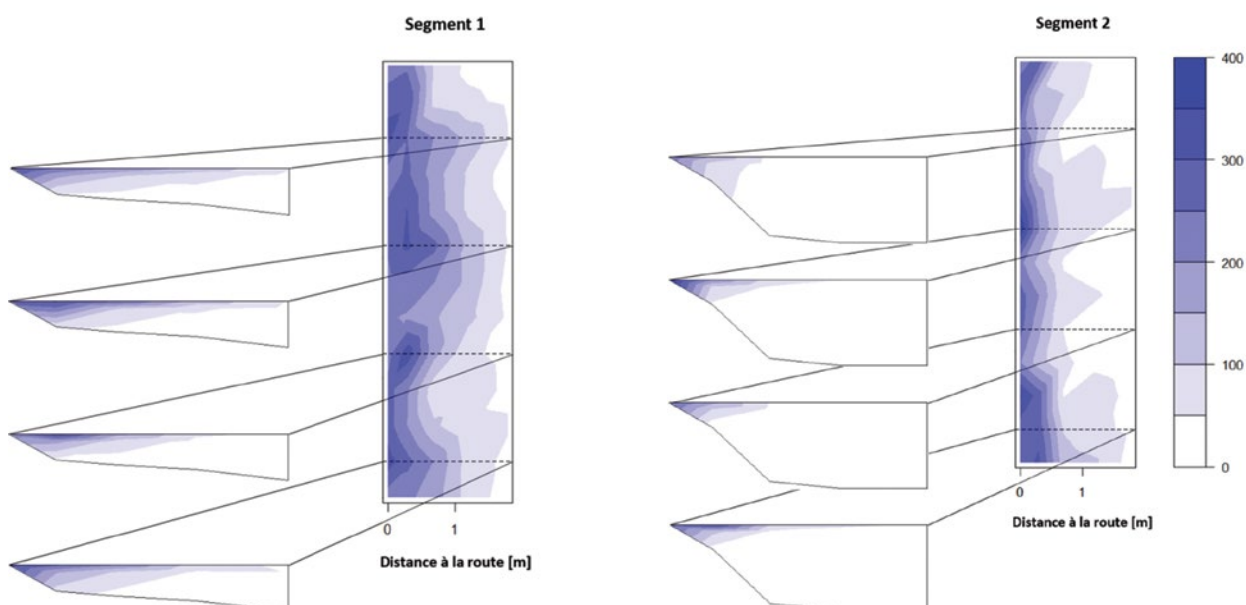 Segment 1
Segment 2
400
300
200
100
0
0 1
Distance à la route [m]
0 1
Distance à la route [m]